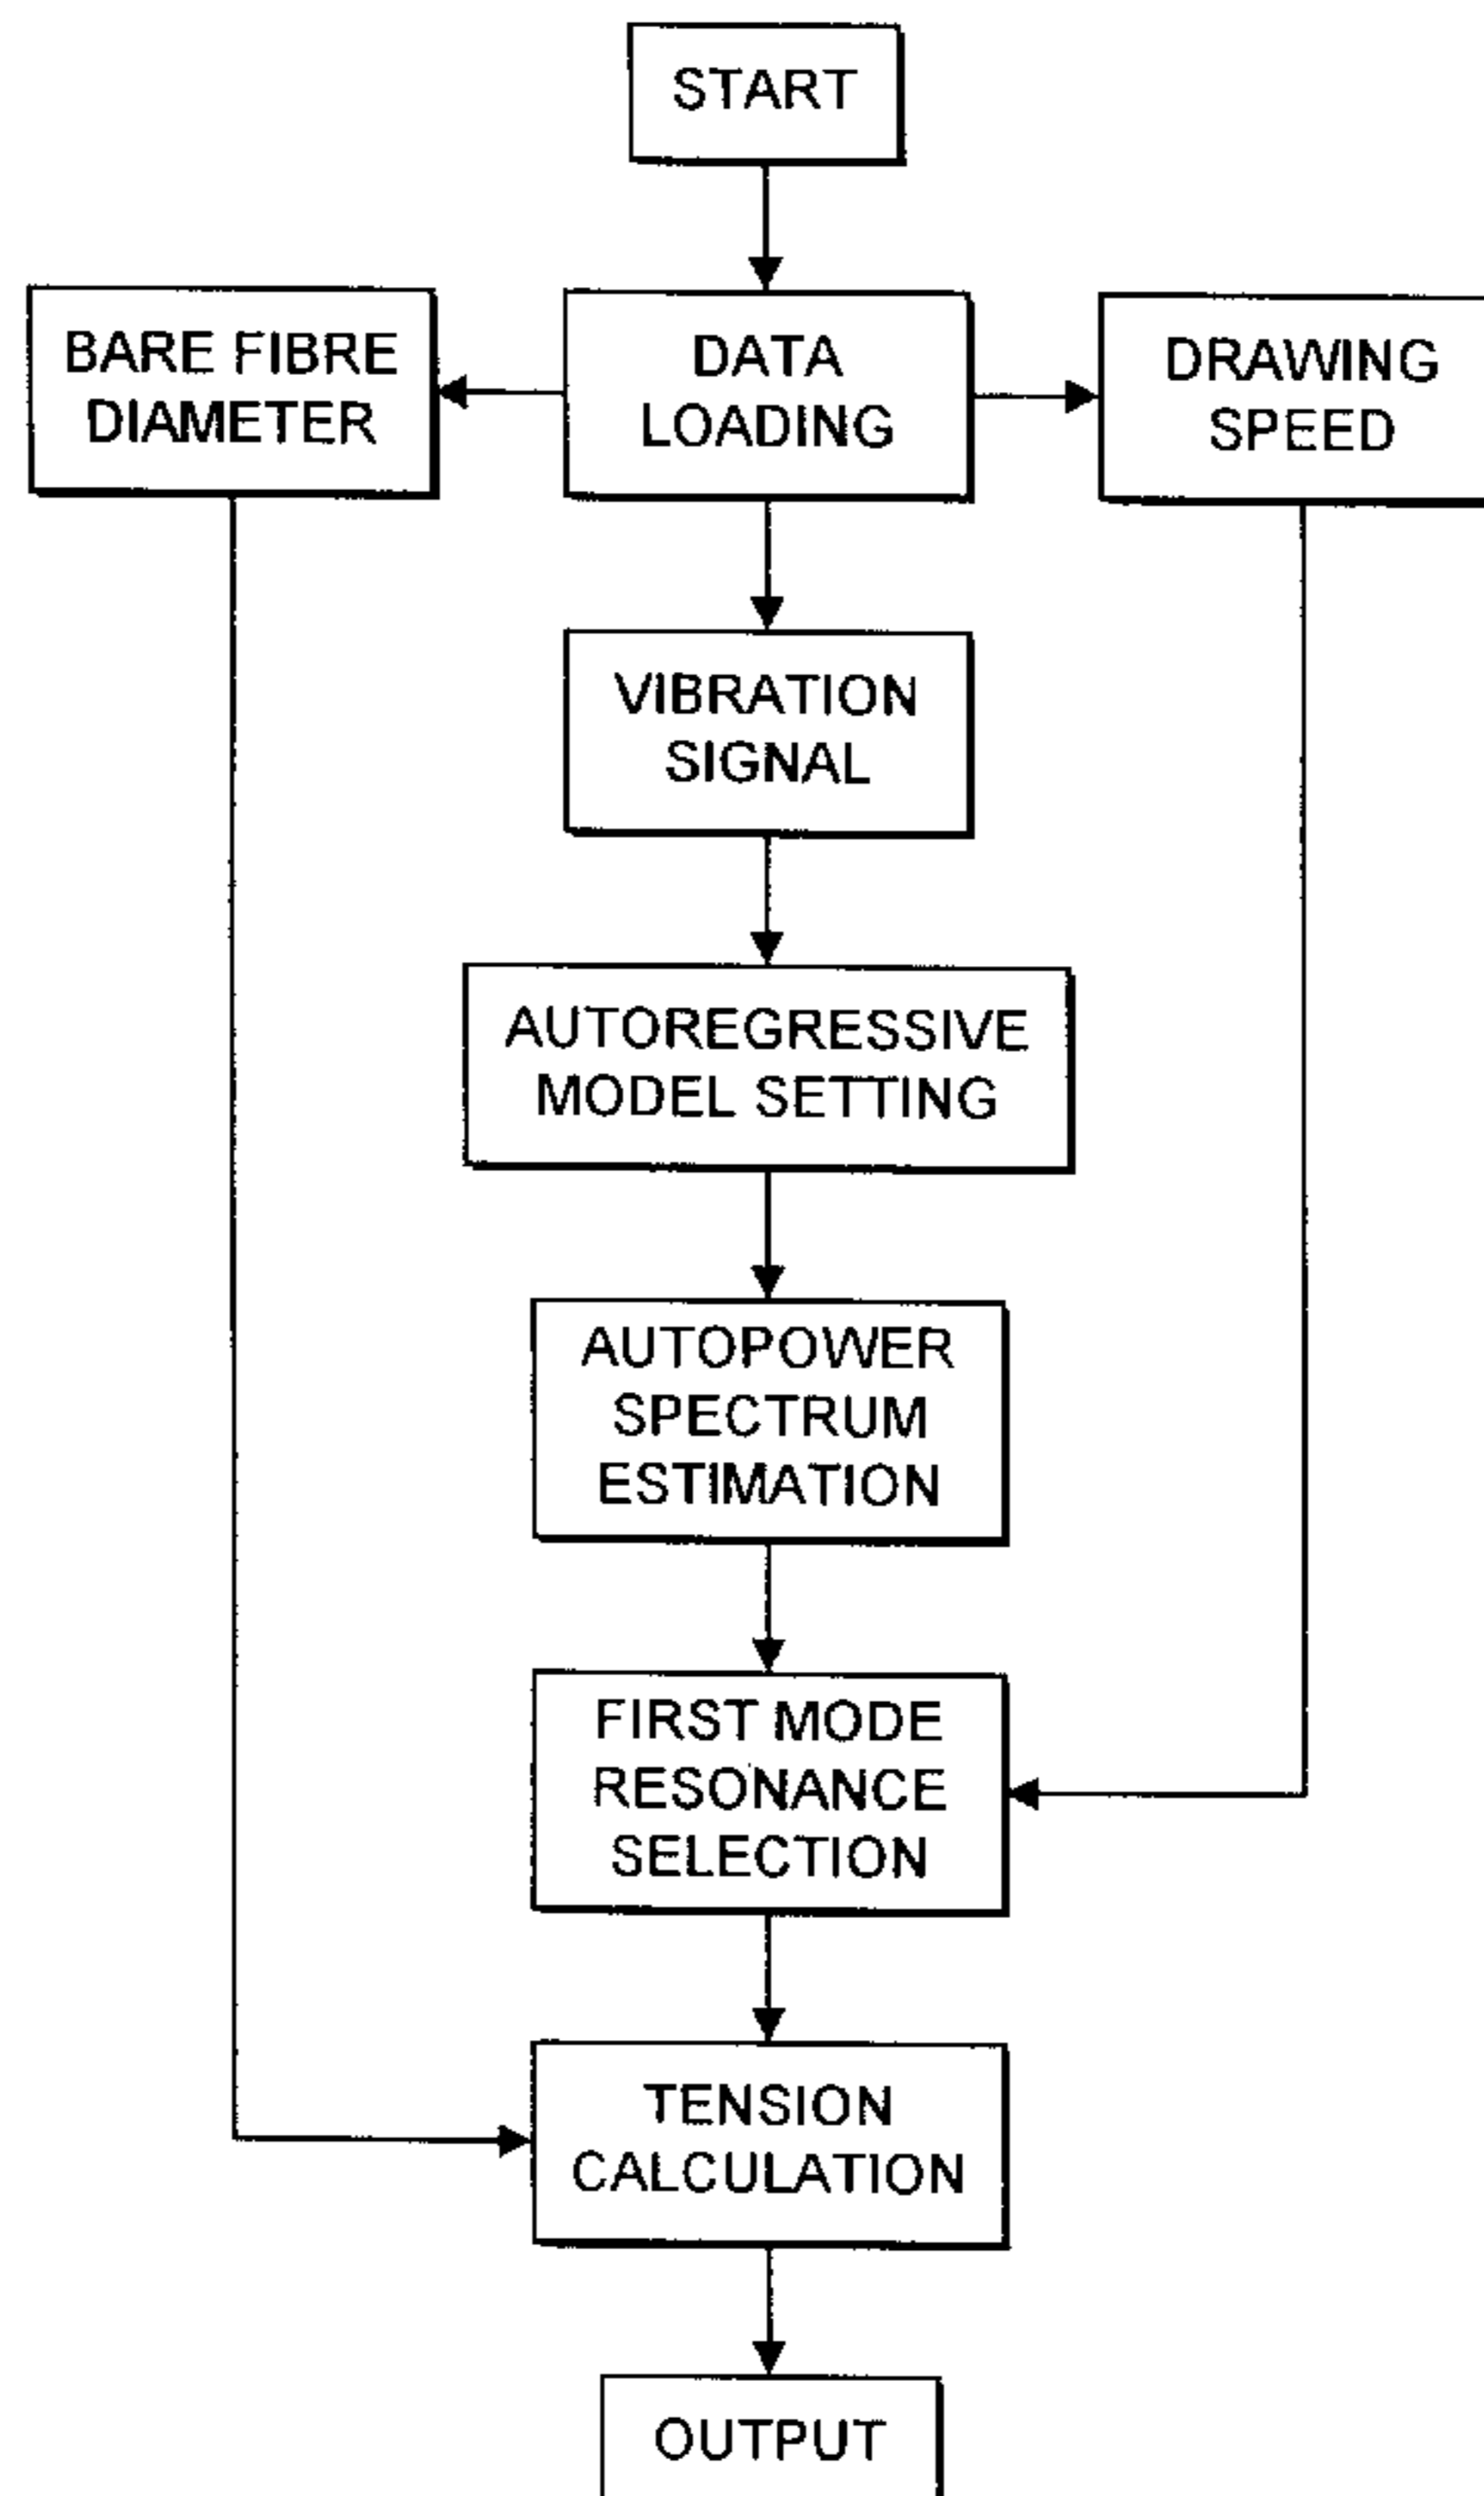 START
BARE FIBRE
DIAMETER
DATA
LOADING
DRAWING
SPEED
VIBRATION
SIGNAL
AUTOREGRESSIVE
MODEL SETTING
AUTOPOWER
SPECTRUM
ESTIMATION
FIRST MODE
RESONANCE
SELECTION
TENSION
CALCULATION
OUTPUT